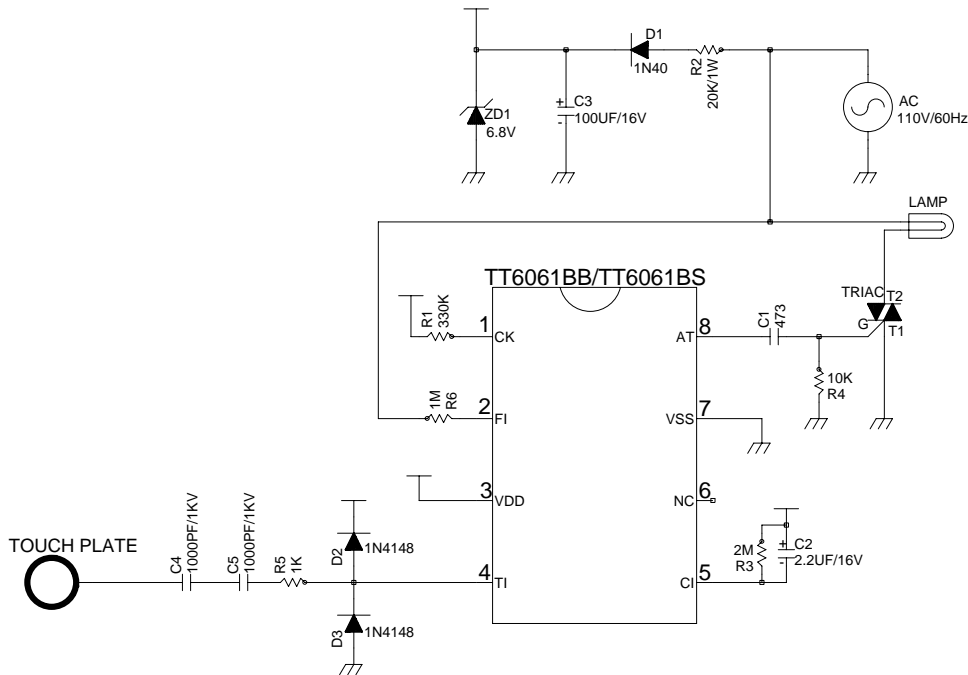 D1
1N40
R2
20K/1W
ZD1
6.8V
+
C3
100UF/16V
-
AC
110V/60Hz
LAMP
TT6061BB/TT6061BS
TRIAC
T2
G
T1
R1
330K
1
CK
AT
8
C1
473
10K
R4
1M
R6
2
FI
VSS
7
3
VDD
NC
6
TOUCH PLATE
C4
1000PF/1KV
C5
1000PF/1KV
R5
1K
D2
1N4148
4
TI
CI
5
2M
R3
+
C2
-
2.2UF/16V
D3
1N4148